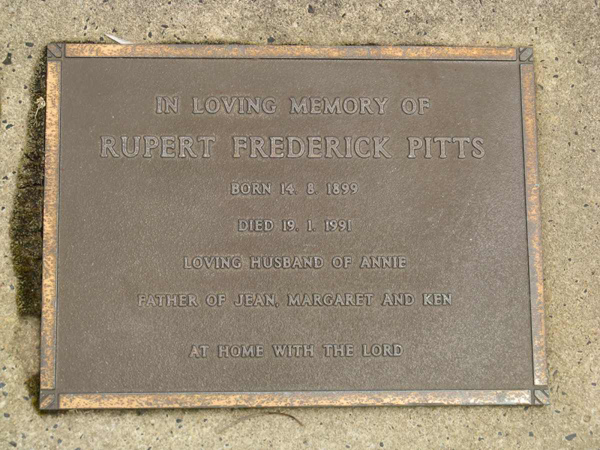 IN LOVING MEMORY OF
RUPERT FREDERICK PITTS
BORN 14. 8. 1899
DIED 19. 1. 1991
LOVING HUSBAND OF ANNIE
FATHER OF JEAN, MARGARET AND KEN
AT HOME WITH THE LORD